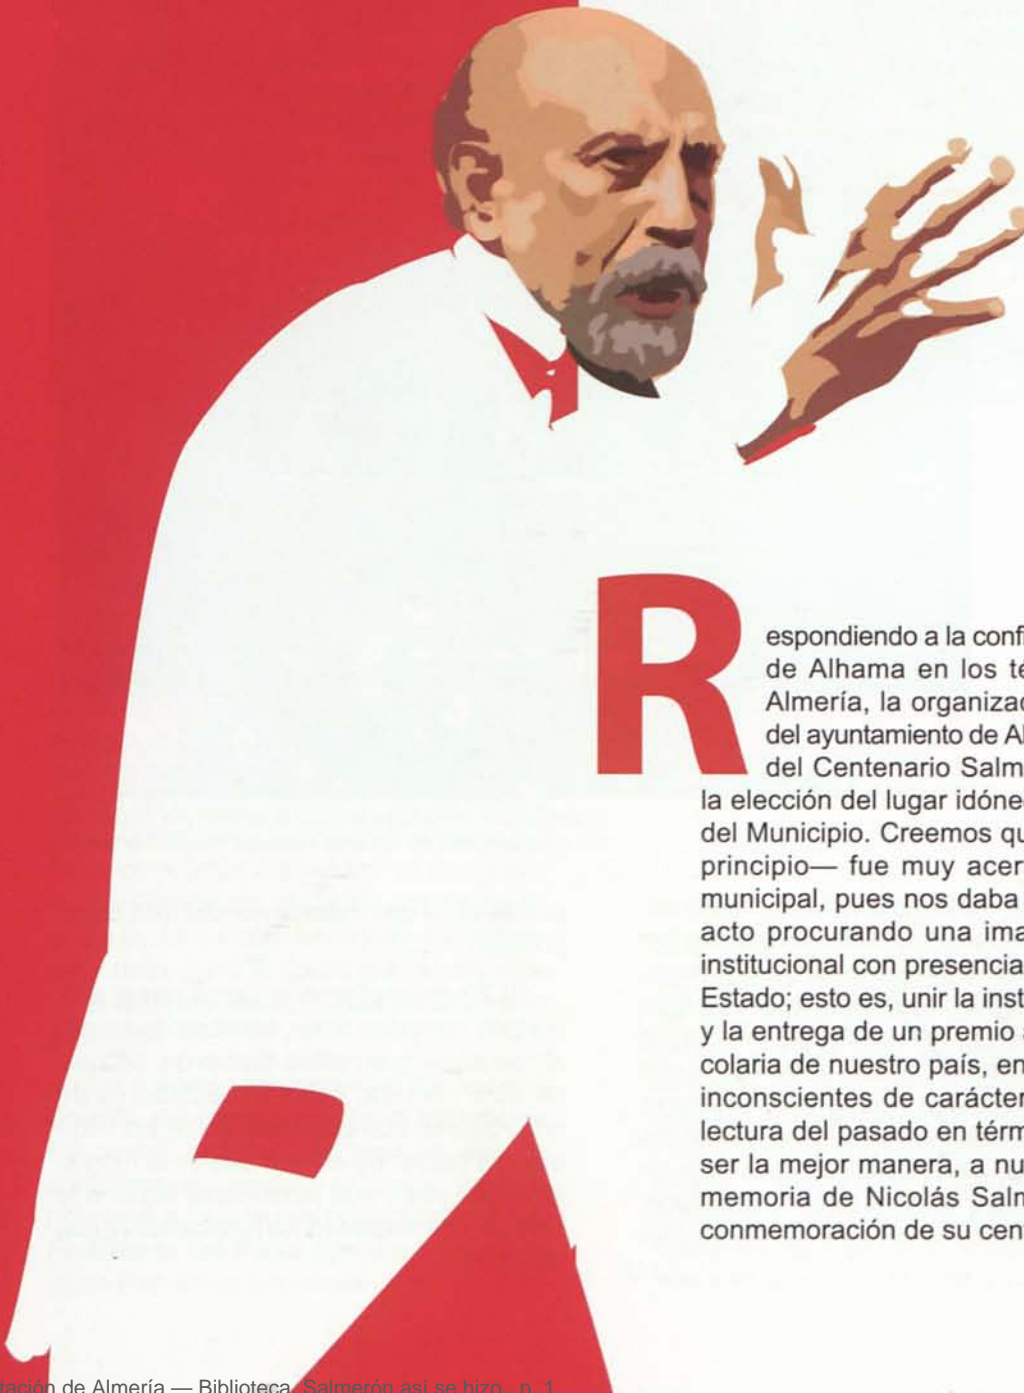 Respondiendo a la confi
de Alhama en los té
Almería, la organizac
del ayuntamiento de Al
del Centenario Salm
la elección del lugar idóne
del Municipio. Creemos qu
principio— fue muy acer
municipal, pues nos daba
acto procurando una ima
institucional con presencia
Estado; esto es, unir la inst
y la entrega de un premio
colaria de nuestro país, en
inconscientes de carácter
lectura del pasado en térm
ser la mejor manera, a nu
memoria de Nicolás Salm
conmemoración de su cen
tación de Almería — Biblioteca. Salmerón así se hizo., p. 1